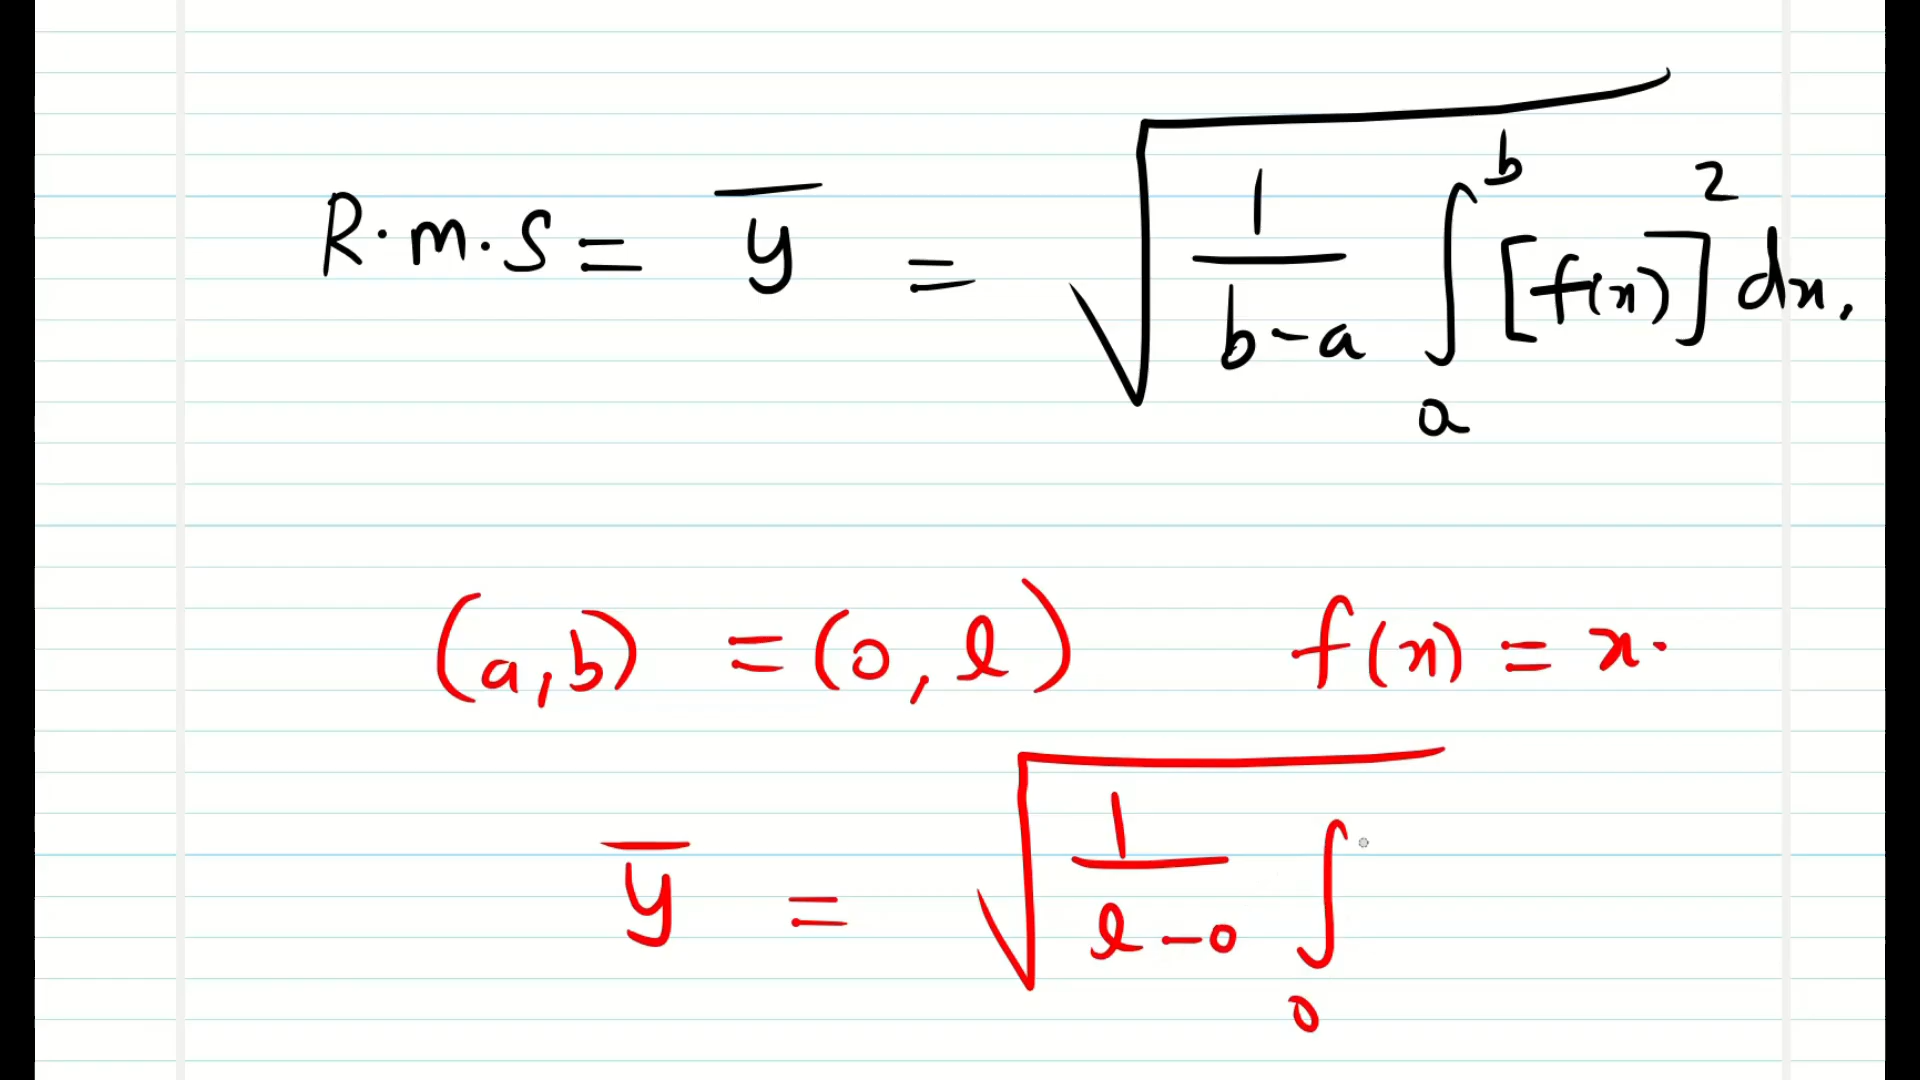 R.m.S = y̅ = √(1/(b-a) ∫ₐᵇ [f(x)]² dx.
(a,b) = (0, l) f(x) = x.
y̅ = √(1/(l-0) ∫₀